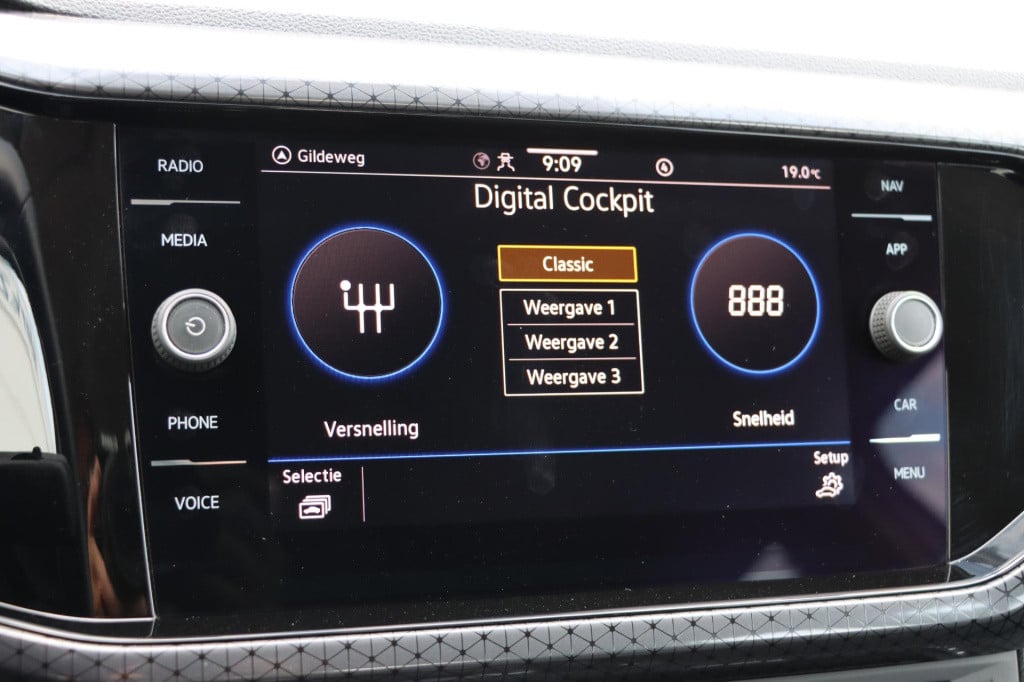 RADIO
MEDIA
PHONE
VOICE
Gildeweg
9:09
19.0°C
Digital Cockpit
Classic
Weergave 1
Weergave 2
Weergave 3
888
Versnelling
Snelheid
Selectie
Setup
NAV
APP
CAR
MENU